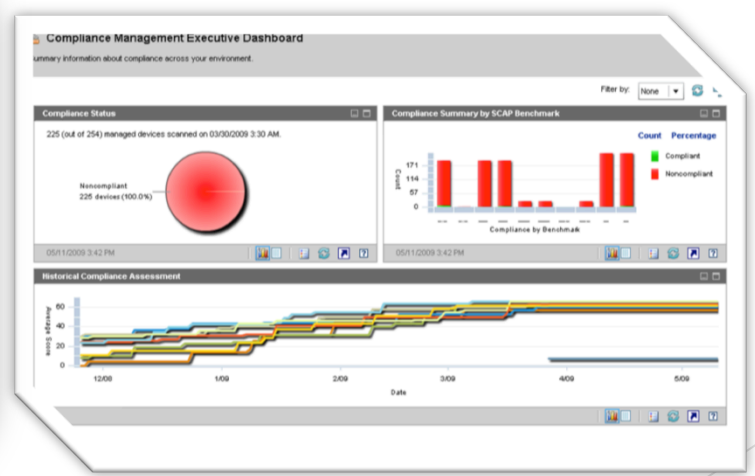 Compliance Management Executive Dashboard
ummary information about compliance across your environment.
Filter by: None
Compliance Status
225 (out of 254) managed devices scanned on 03/30/2009 3:30 AM.
Noncompliant
225 devices (100.0%)
05/11/2009 3:42 PM
Compliance Summary by SCAP Benchmark
Count Percentage
Compliant
Noncompliant
Count
171
114
57
0
Compliance by Benchmark
05/11/2009 3:42 PM
Historical Compliance Assessment
Average Score
60
40
20
0
12/08 1/09 2/09 3/09 4/09 5/09
Date